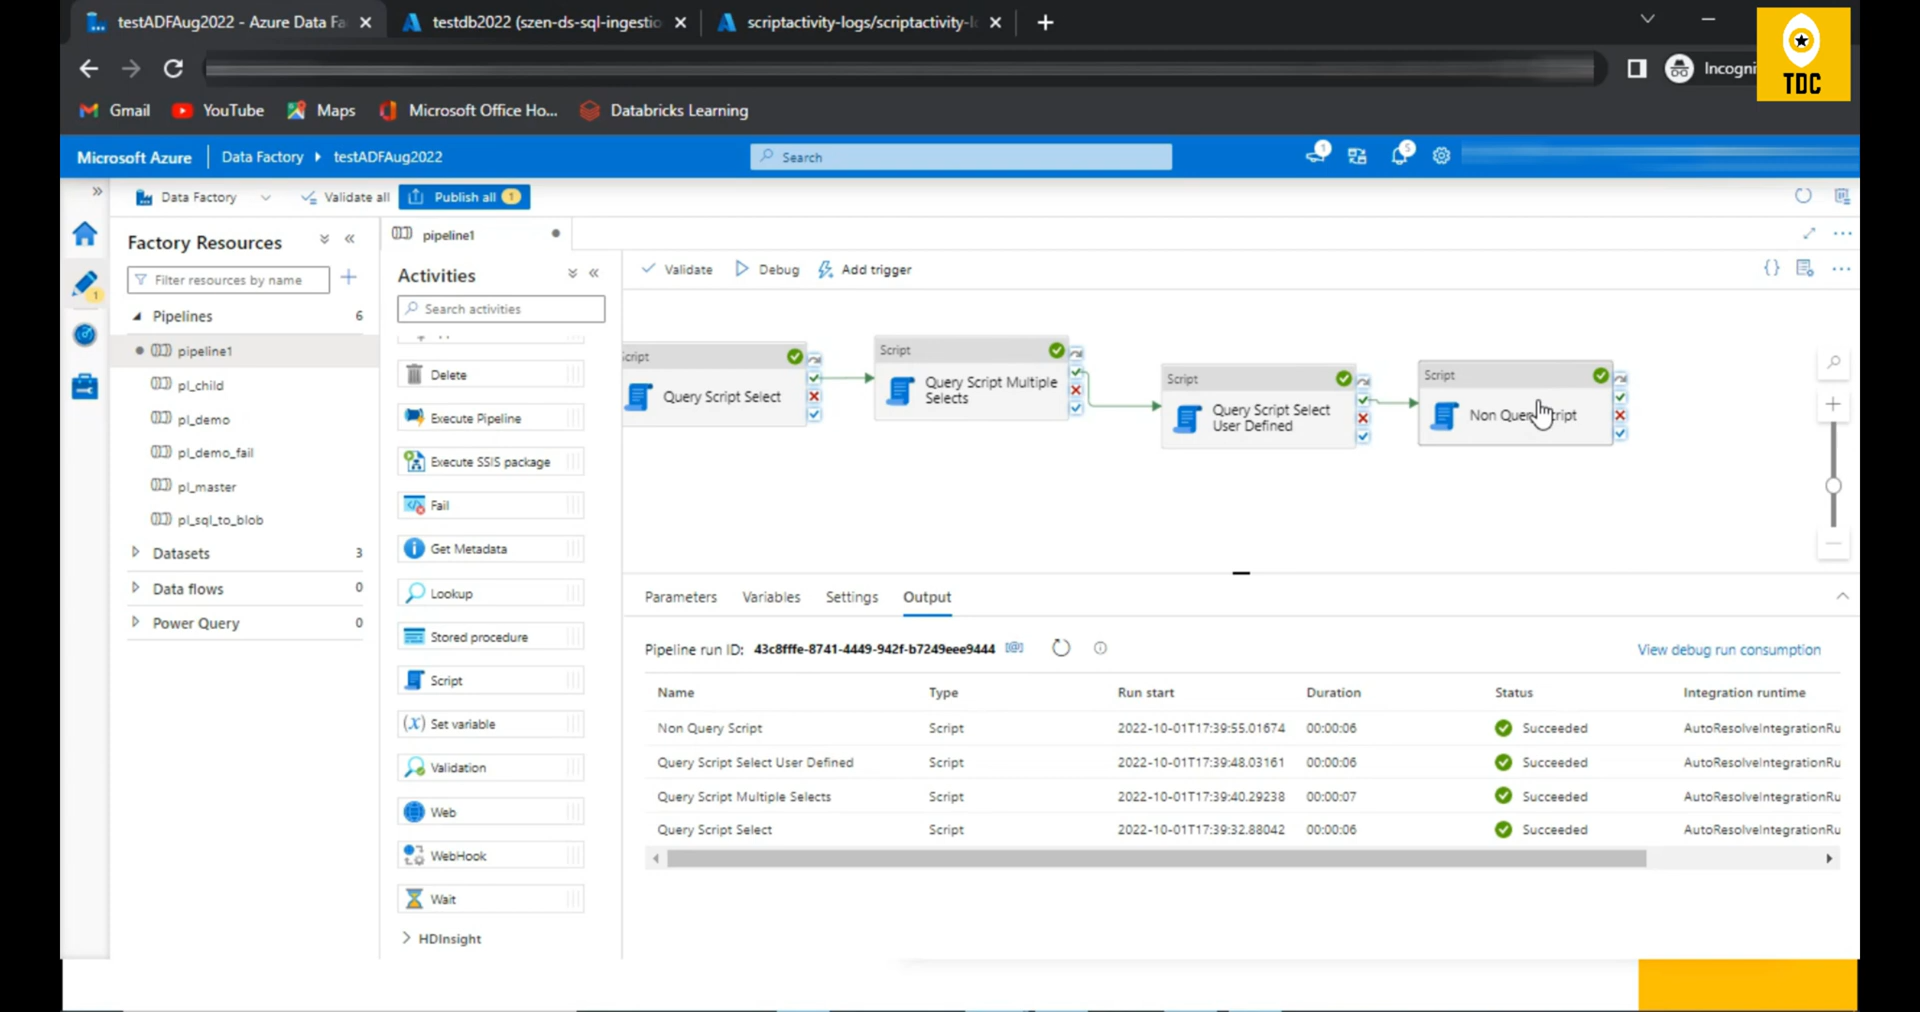 testADFAug2022 - Azure Data Fa
testdb2022 (szen-ds-sql-ingestio
scriptactivity-logs/scriptactivity-l
Incogni
TDC
Gmail
YouTube
Maps
Microsoft Office Ho...
Databricks Learning
Microsoft Azure
Data Factory
testADFAug2022
Search
1
5
Data Factory
Validate all
Publish all
1
pipeline1
Factory Resources
Activities
Validate
Debug
Add trigger
Filter resources by name
Search activities
1
Pipelines
6
pipeline1
pl_child
pl_demo
pl_demo_fail
pl_master
pl_sql_to_blob
Datasets
3
Data flows
0
Power Query
0
Delete
Execute Pipeline
Execute SSIS package
Fail
Get Metadata
Lookup
Stored procedure
Script
Set variable
Validation
Web
WebHook
Wait
HDInsight
cript
Query Script Select
Script
Query Script Multiple
Selects
Script
Query Script Select
User Defined
Script
Parameters
Variables
Settings
Output
Pipeline run ID: 43c8fffe-8741-4449-942f-b7249eee9444
View debug run consumption
Name Type Run start Duration Status Integration runtime
Non Query Script Script 2022-10-01T17:39:55.01674 00:00:06 Succeeded AutoResolveIntegrationRu
Query Script Select User Defined Script 2022-10-01T17:39:48.03161 00:00:06 Succeeded AutoResolveIntegrationRu
Query Script Multiple Selects Script 2022-10-01T17:39:40.29238 00:00:07 Succeeded AutoResolveIntegrationRu
Query Script Select Script 2022-10-01T17:39:32.88042 00:00:06 Succeeded AutoResolveIntegrationRu